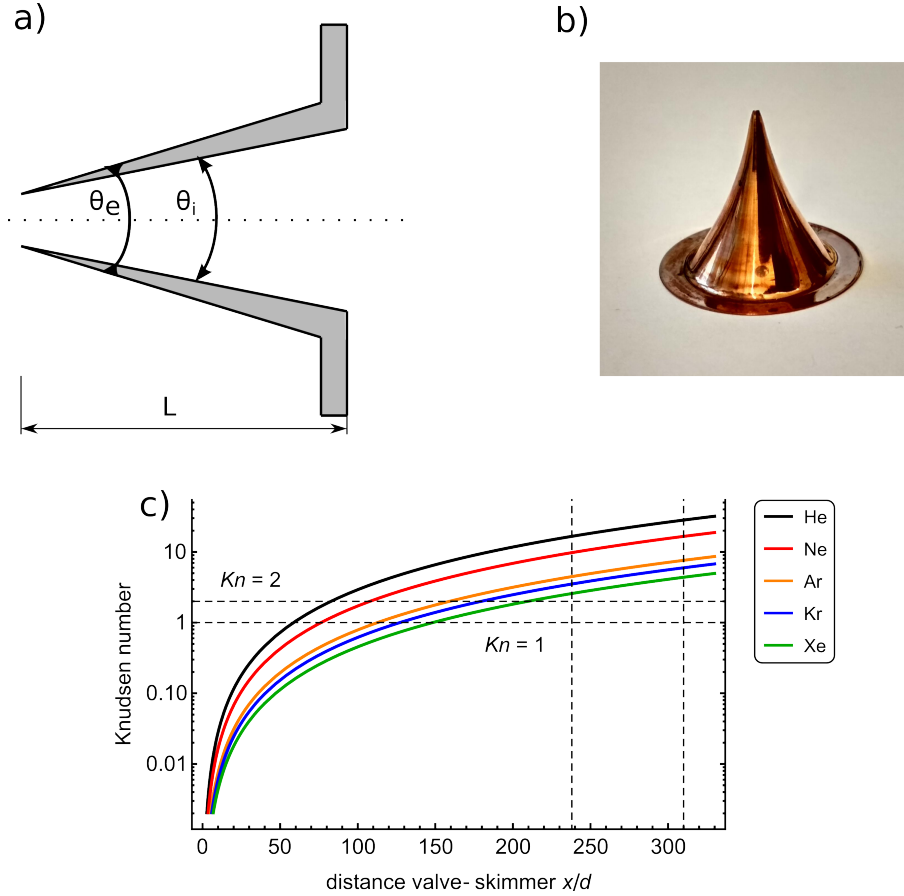 a)
b)
θe
θi
L
c)
Knudsen number
10
1
0.10
0.01
Kn = 2
Kn = 1
0
50
100
150
200
250
300
distance valve- skimmer x/d
He
Ne
Ar
Kr
Xe